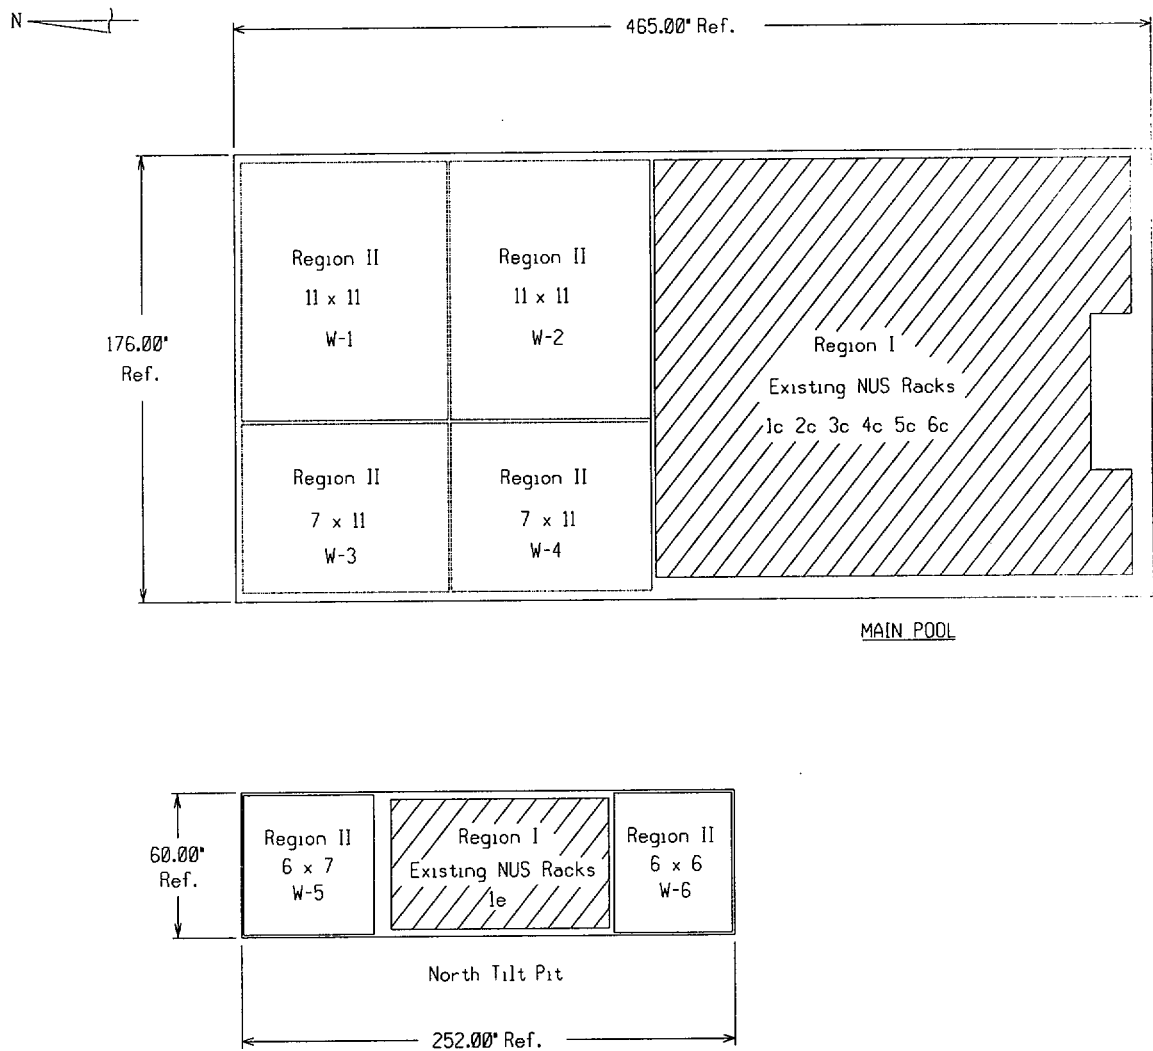 N
465.00" Ref.
176.00"
Ref.
Region II
11 x 11
W-1
Region II
11 x 11
W-2
Region I
Existing NUS Racks
1c 2c 3c 4c 5c 6c
Region II
7 x 11
W-3
Region II
7 x 11
W-4
MAIN POOL
60.00"
Ref.
Region II
6 x 7
W-5
Region I
Existing NUS Racks
1e
Region II
6 x 6
W-6
North Tilt Pit
252.00" Ref.